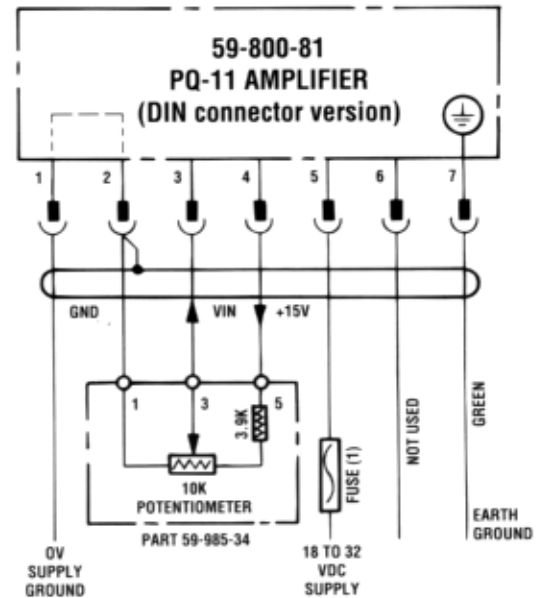 59-800-81
PQ-11 AMPLIFIER
(DIN connector version)
1 2 3 4 5 6 7
GND VIN +15V
1 3 5
3.9K
10K
POTENTIOMETER
PART 59-985-34
FUSE (1)
NOT USED
GREEN
0V
SUPPLY
GROUND
18 TO 32
VDC
SUPPLY
EARTH
GROUND